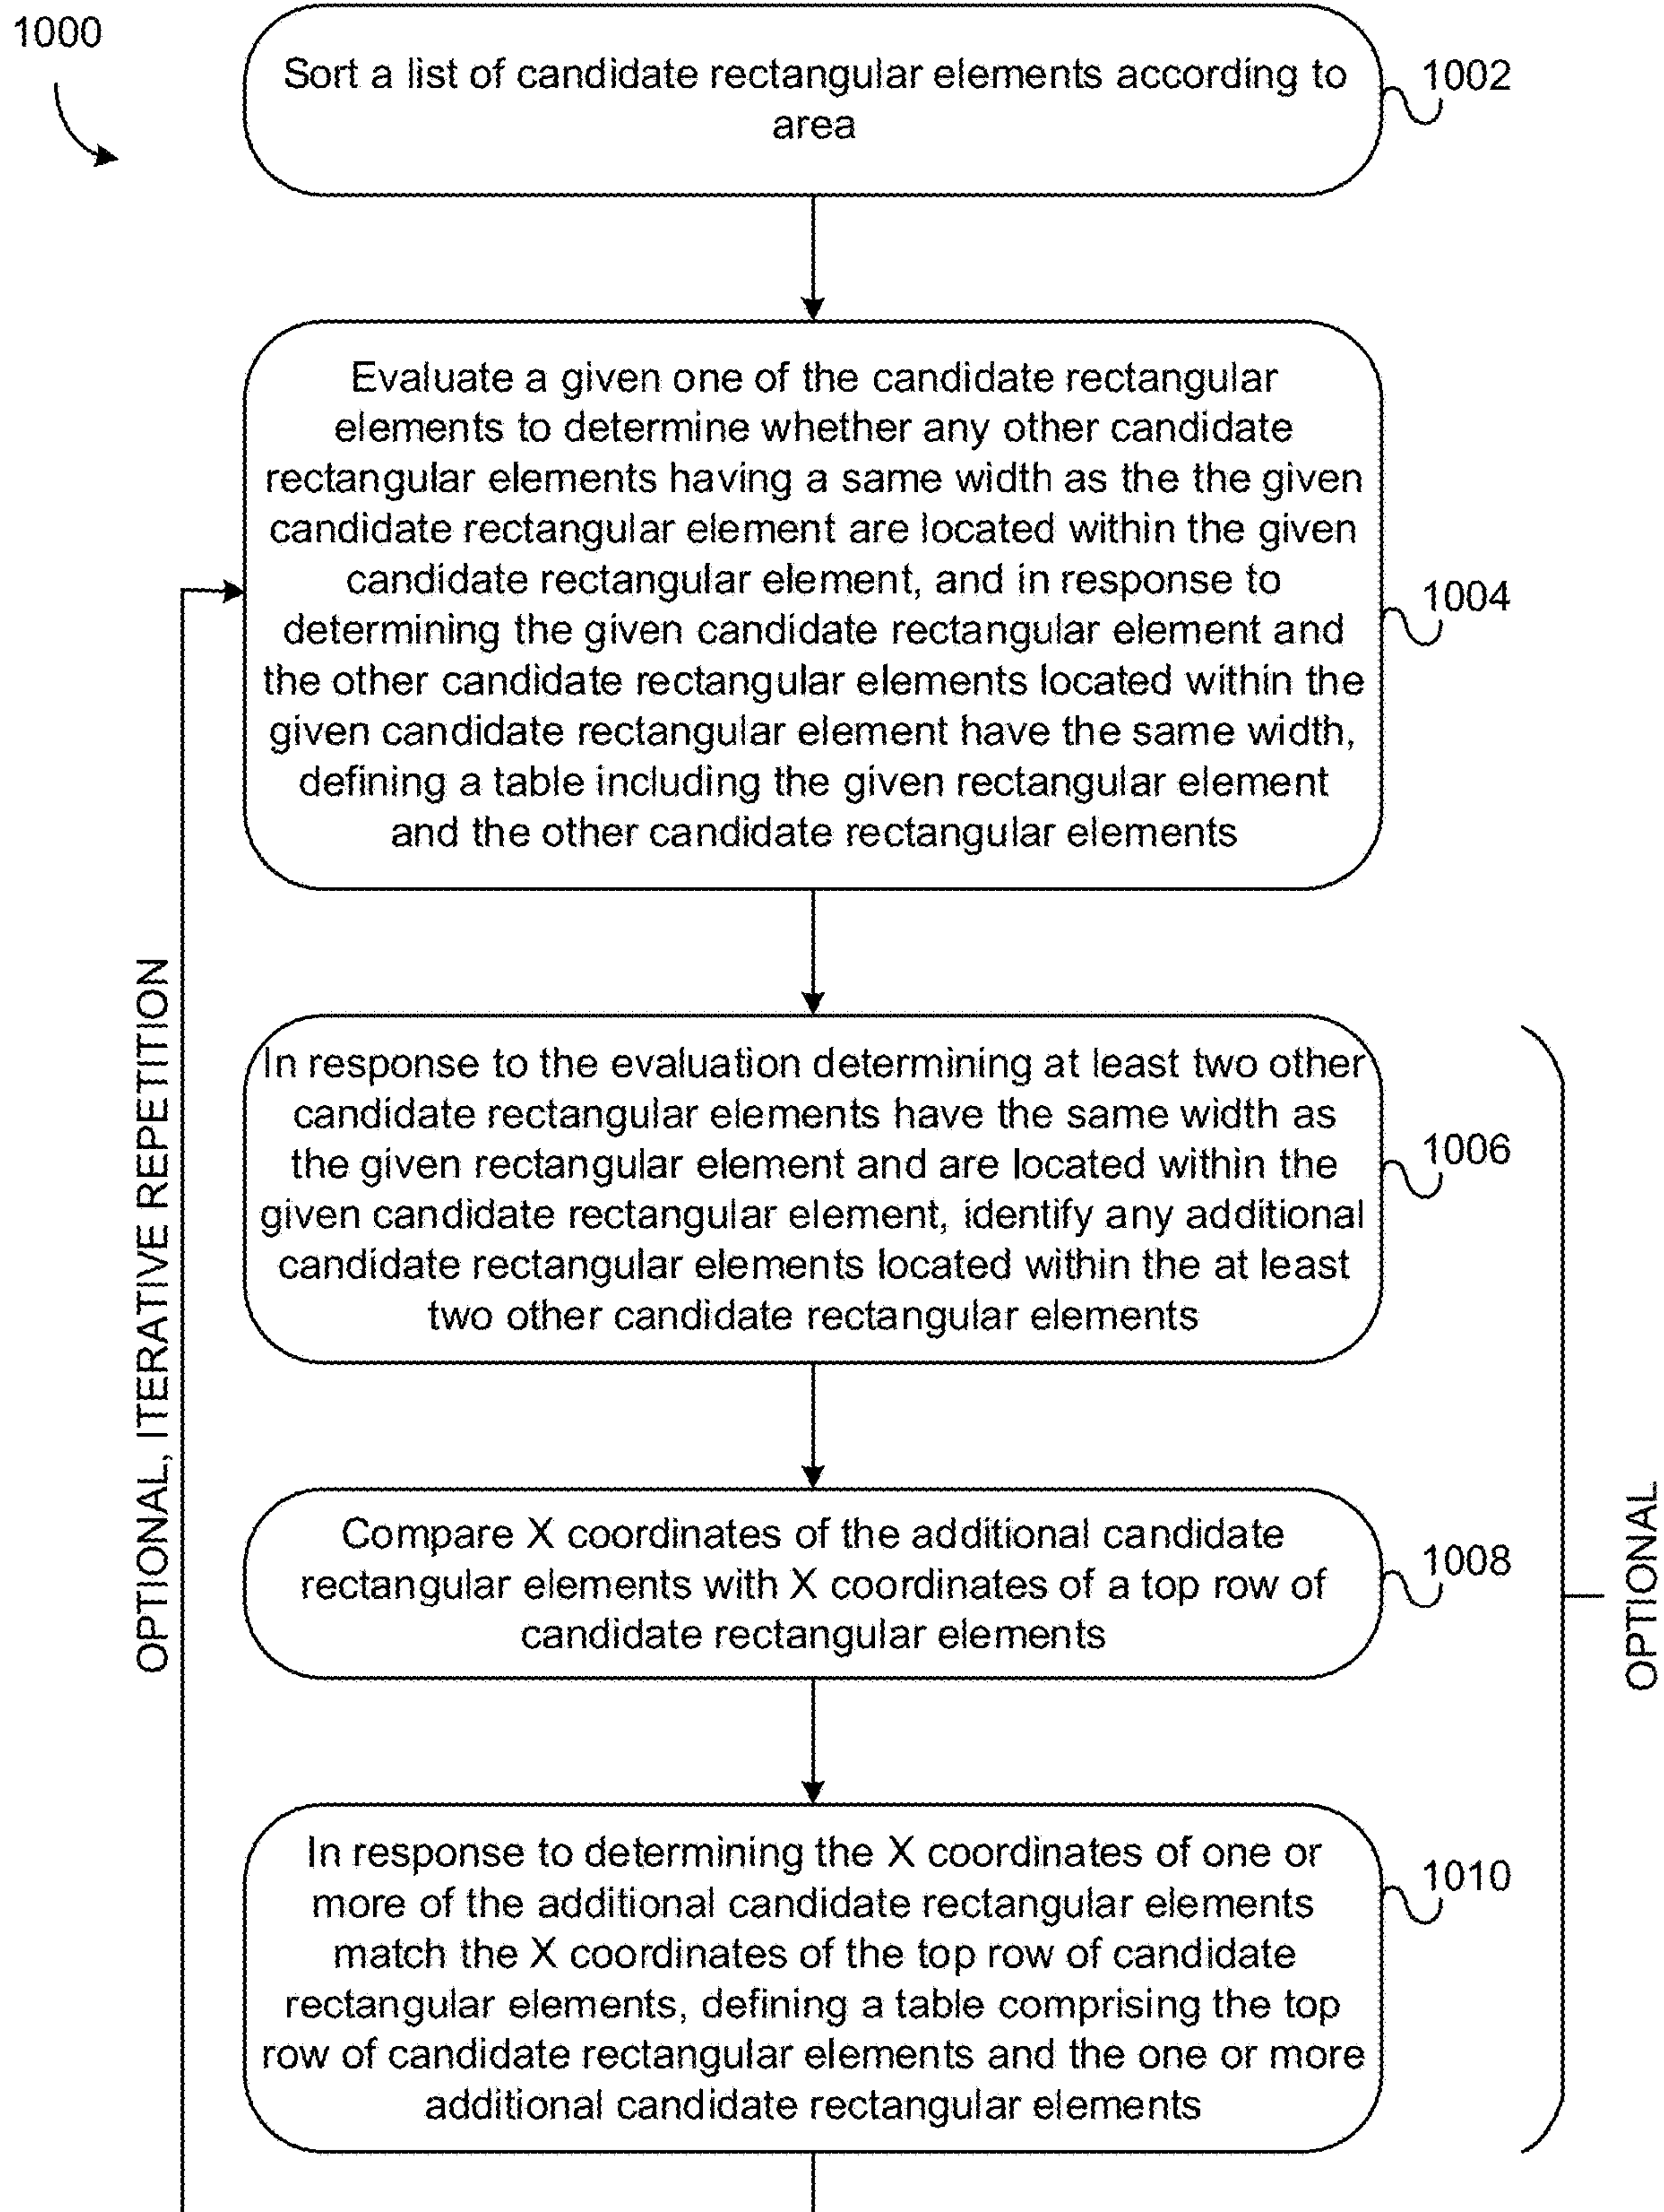 1000
Sort a list of candidate rectangular elements according to
area
1002
Evaluate a given one of the candidate rectangular
elements to determine whether any other candidate
rectangular elements having a same width as the the given
candidate rectangular element are located within the given
candidate rectangular element, and in response to
determining the given candidate rectangular element and
the other candidate rectangular elements located within the
given candidate rectangular element have the same width,
defining a table including the given rectangular element
and the other candidate rectangular elements
1004
In response to the evaluation determining at least two other
candidate rectangular elements have the same width as
the given rectangular element and are located within the
given candidate rectangular element, identify any additional
candidate rectangular elements located within the at least
two other candidate rectangular elements
1006
Compare X coordinates of the additional candidate
rectangular elements with X coordinates of a top row of
candidate rectangular elements
1008
In response to determining the X coordinates of one or
more of the additional candidate rectangular elements
match the X coordinates of the top row of candidate
rectangular elements, defining a table comprising the top
row of candidate rectangular elements and the one or more
additional candidate rectangular elements
1010
OPTIONAL, ITERATIVE REPETITION
OPTIONAL